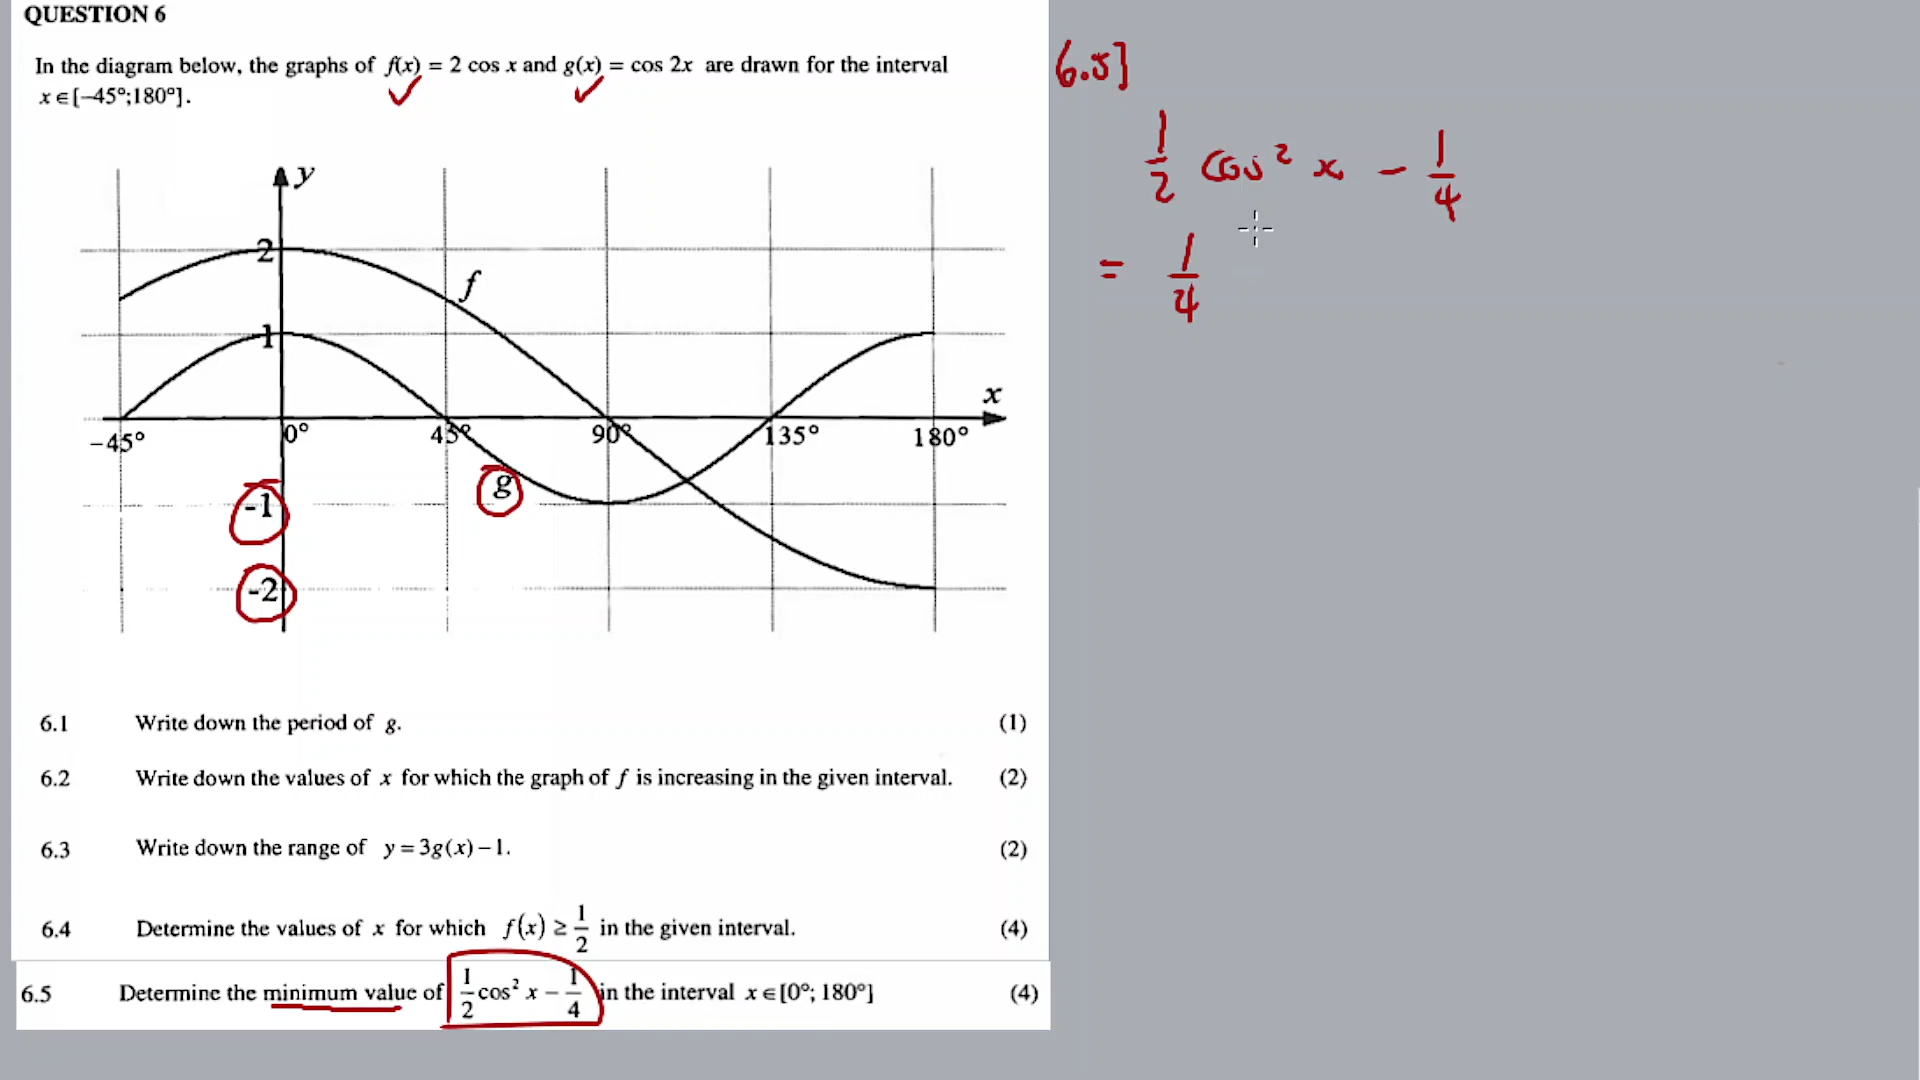 QUESTION 6
In the diagram below, the graphs of f(x) = 2 cos x and g(x) = cos 2x are drawn for the interval
x ∈ [–45°;180°].
y
2
f
1
x
–45°
0°
45°
90°
135°
180°
g
-1
-2
6.1 Write down the period of g. (1)
6.2 Write down the values of x for which the graph of f is increasing in the given interval. (2)
6.3 Write down the range of y = 3g(x) – 1. (2)
6.4 Determine the values of x for which f(x) ≥ 1/2 in the given interval. (4)
6.5 Determine the minimum value of 1/2 cos² x – 1/4 in the interval x ∈ [0°; 180°] (4)
6.5]
1/2 cos² x – 1/4
= 1/4